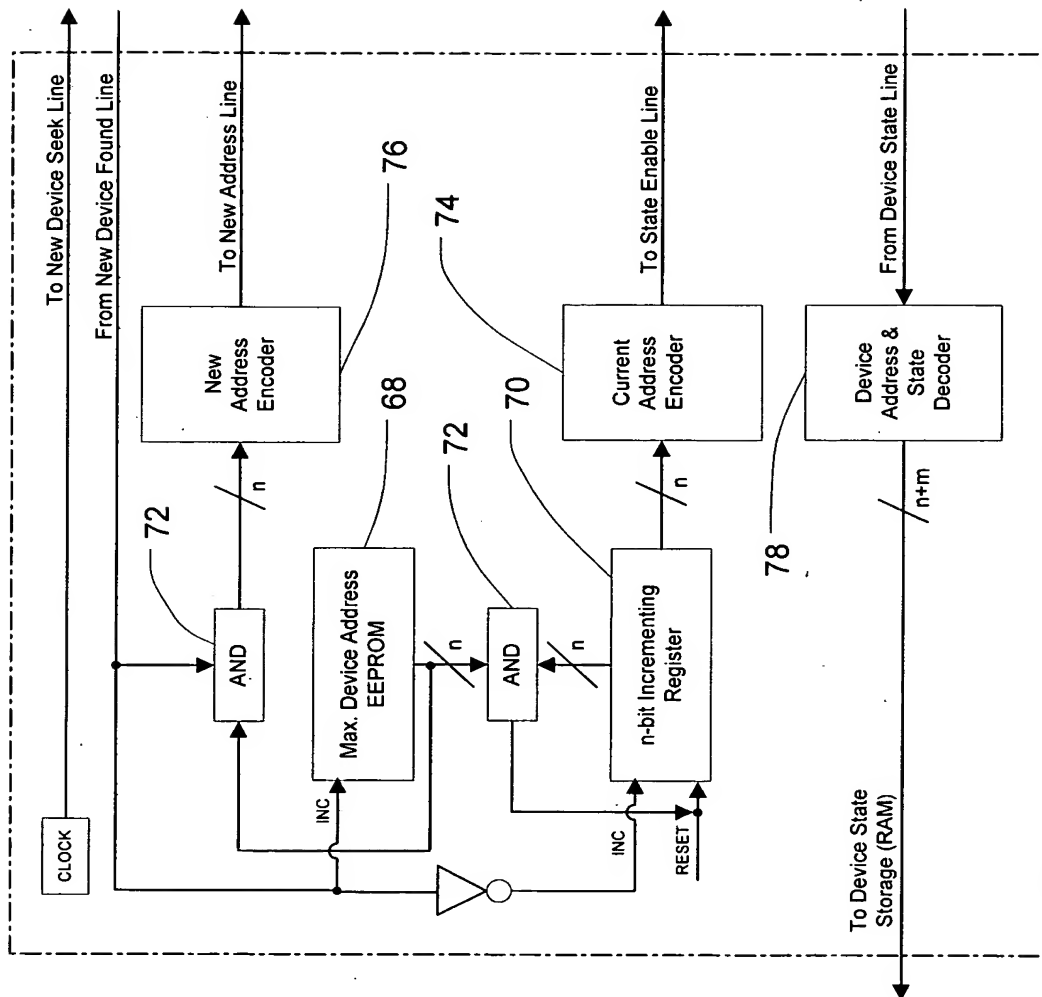 CLOCK
To New Device Seek Line
From New Device Found Line
72
AND
n
New
Address
Encoder
76
To New Address Line
INC
Max. Device Address
EEPROM
68
n
72
AND
n
INC
RESET
n-bit Incrementing
Register
70
n
Current
Address
Encoder
74
To State Enable Line
To Device State
Storage (RAM)
n+m
78
Device
Address &
State
Decoder
From Device State Line